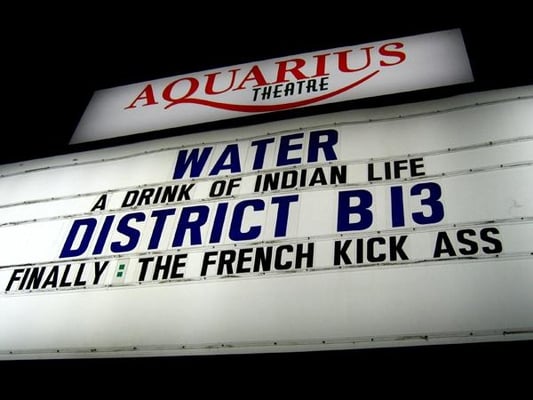 AQUARIUS
THEATRE
WATER
A DRINK OF INDIAN LIFE
DISTRICT B13
FINALLY: THE FRENCH KICK ASS